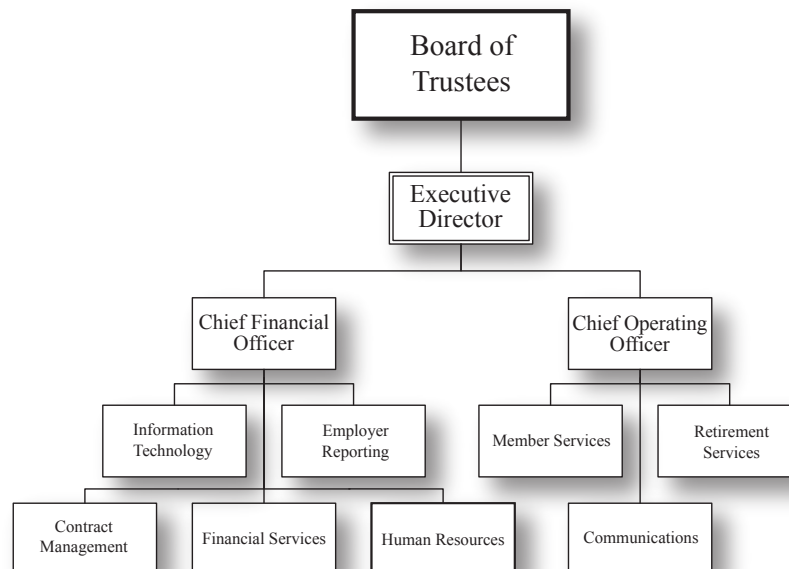 Board of
Trustees
Executive
Director
Chief Financial
Officer
Chief Operating
Officer
Information
Technology
Employer
Reporting
Member Services
Retirement
Services
Contract
Management
Financial Services
Human Resources
Communications